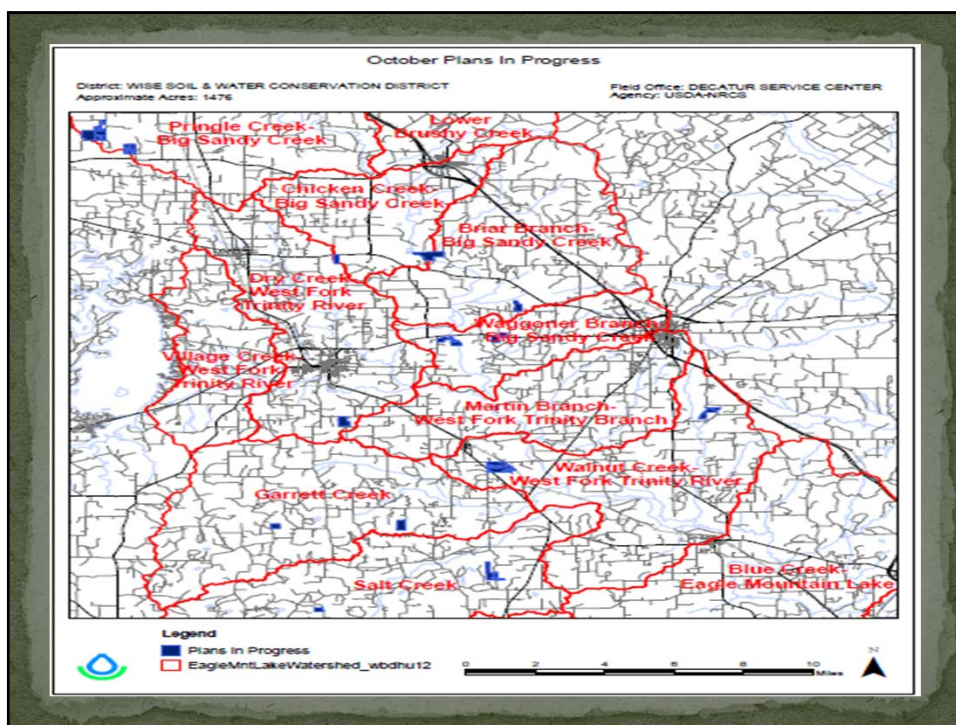 October Plans In Progress
District: WISE SOIL & WATER CONSERVATION DISTRICT
Approximate Acres: 1476
Field Office: DECATUR SERVICE CENTER
Agency: USDA-NRCS
Pringle Creek-
Big Sandy Creek
Lower
Brushy Creek
Chicken Creek-
Big Sandy Creek
Briar Branch-
Big Sandy Creek
Dry Creek-
West Fork
Trinity River
Waggoner Branch-
Big Sandy Creek
Village Creek-
West Fork
Trinity River
Martin Branch-
West Fork Trinity Branch
Walnut Creek-
West Fork Trinity River
Garrett Creek
Salt Creek
Blue Creek-
Eagle Mountain Lake
Legend
Plans In Progress
EagleMntLakeWatershed_wbdhu12
0 2 4 6 8 10
Miles
N